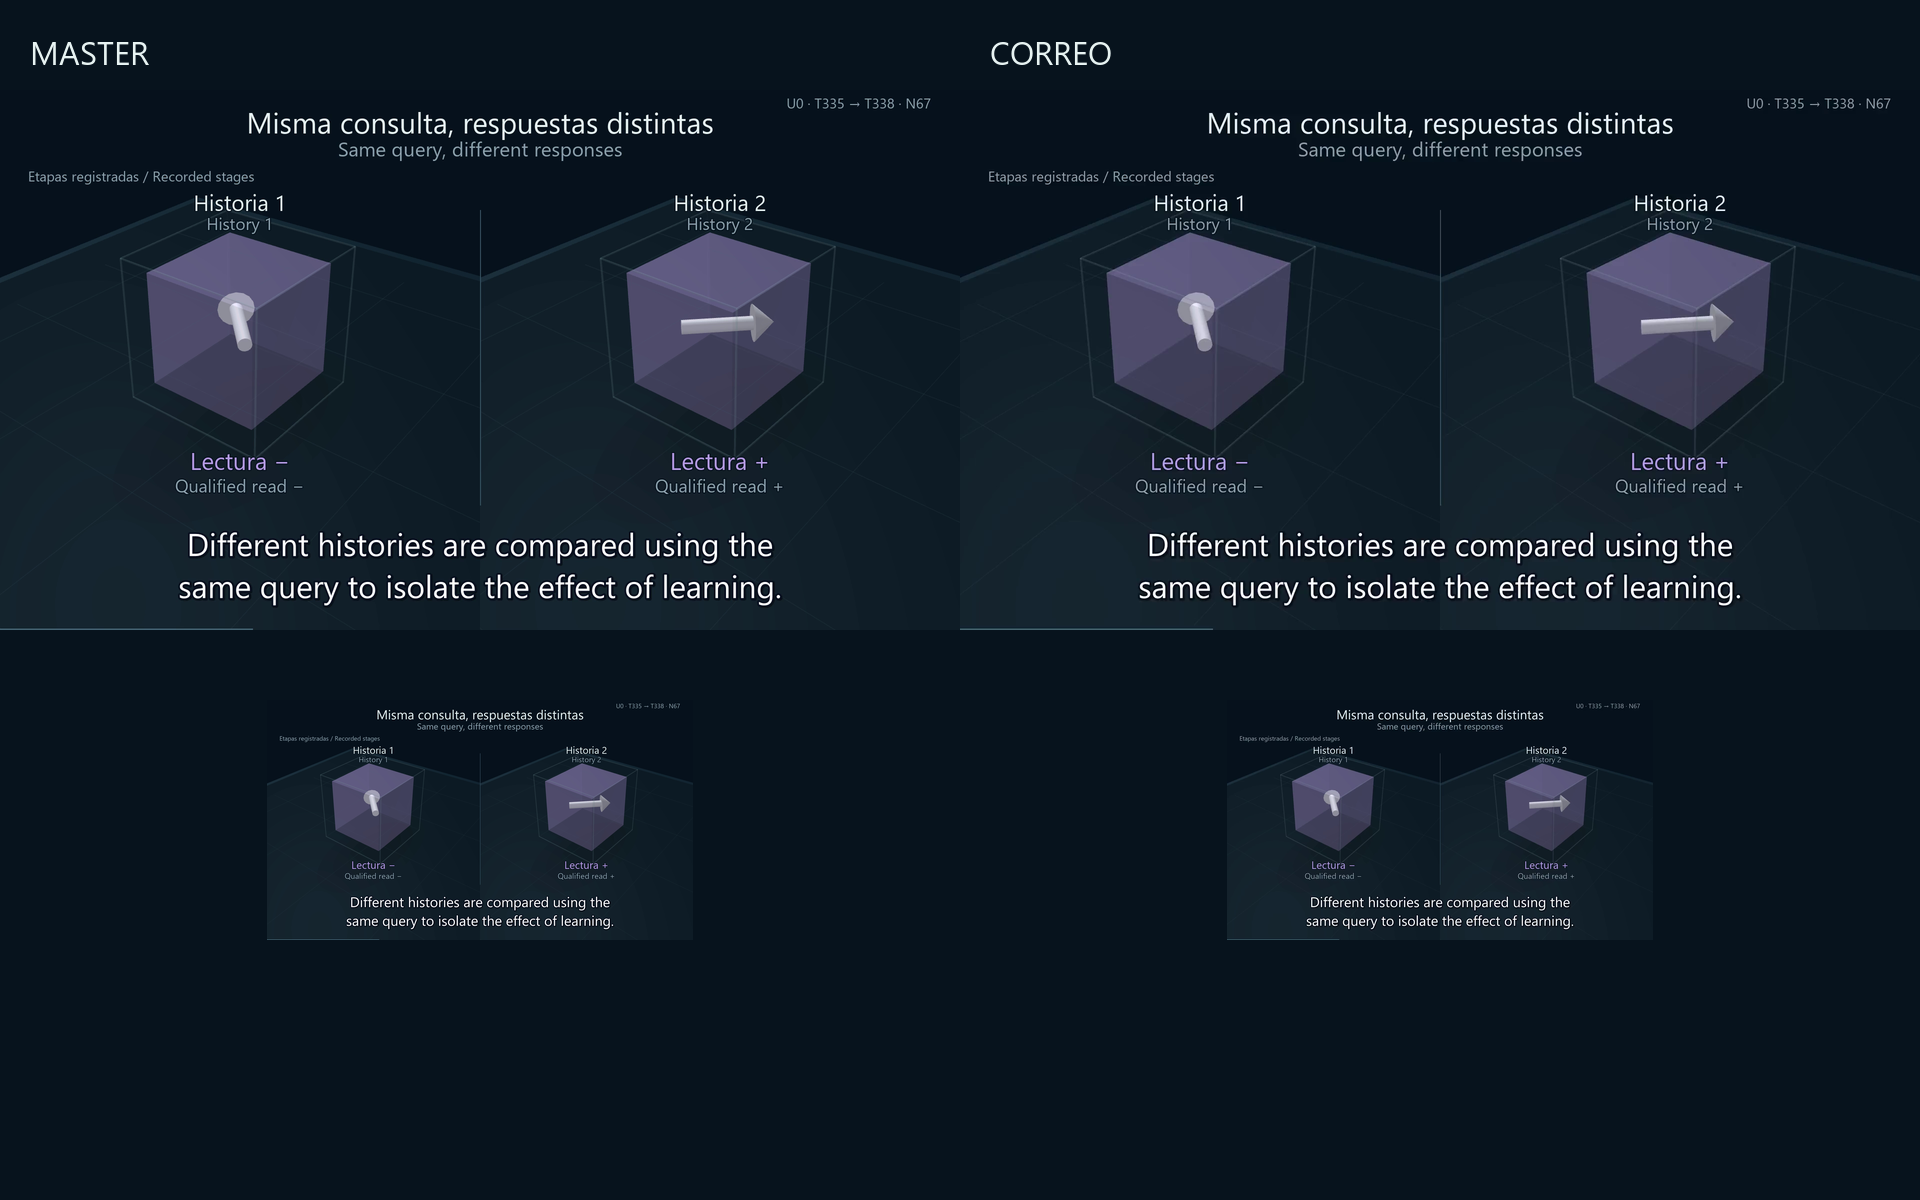 MASTER
U0 · T335 → T338 · N67
Misma consulta, respuestas distintas
Same query, different responses
Etapas registradas / Recorded stages
Historia 1
History 1
Historia 2
History 2
Lectura −
Qualified read −
Lectura +
Qualified read +
Different histories are compared using the
same query to isolate the effect of learning.
CORREO
U0 · T335 → T338 · N67
Misma consulta, respuestas distintas
Same query, different responses
Etapas registradas / Recorded stages
Historia 1
History 1
Historia 2
History 2
Lectura −
Qualified read −
Lectura +
Qualified read +
Different histories are compared using the
same query to isolate the effect of learning.
U0 · T335 → T338 · N67
Misma consulta, respuestas distintas
Same query, different responses
Etapas registradas / Recorded stages
Historia 1
History 1
Historia 2
History 2
Lectura −
Qualified read −
Lectura +
Qualified read +
Different histories are compared using the
same query to isolate the effect of learning.
U0 · T335 → T338 · N67
Misma consulta, respuestas distintas
Same query, different responses
Etapas registradas / Recorded stages
Historia 1
History 1
Historia 2
History 2
Lectura −
Qualified read −
Lectura +
Qualified read +
Different histories are compared using the
same query to isolate the effect of learning.